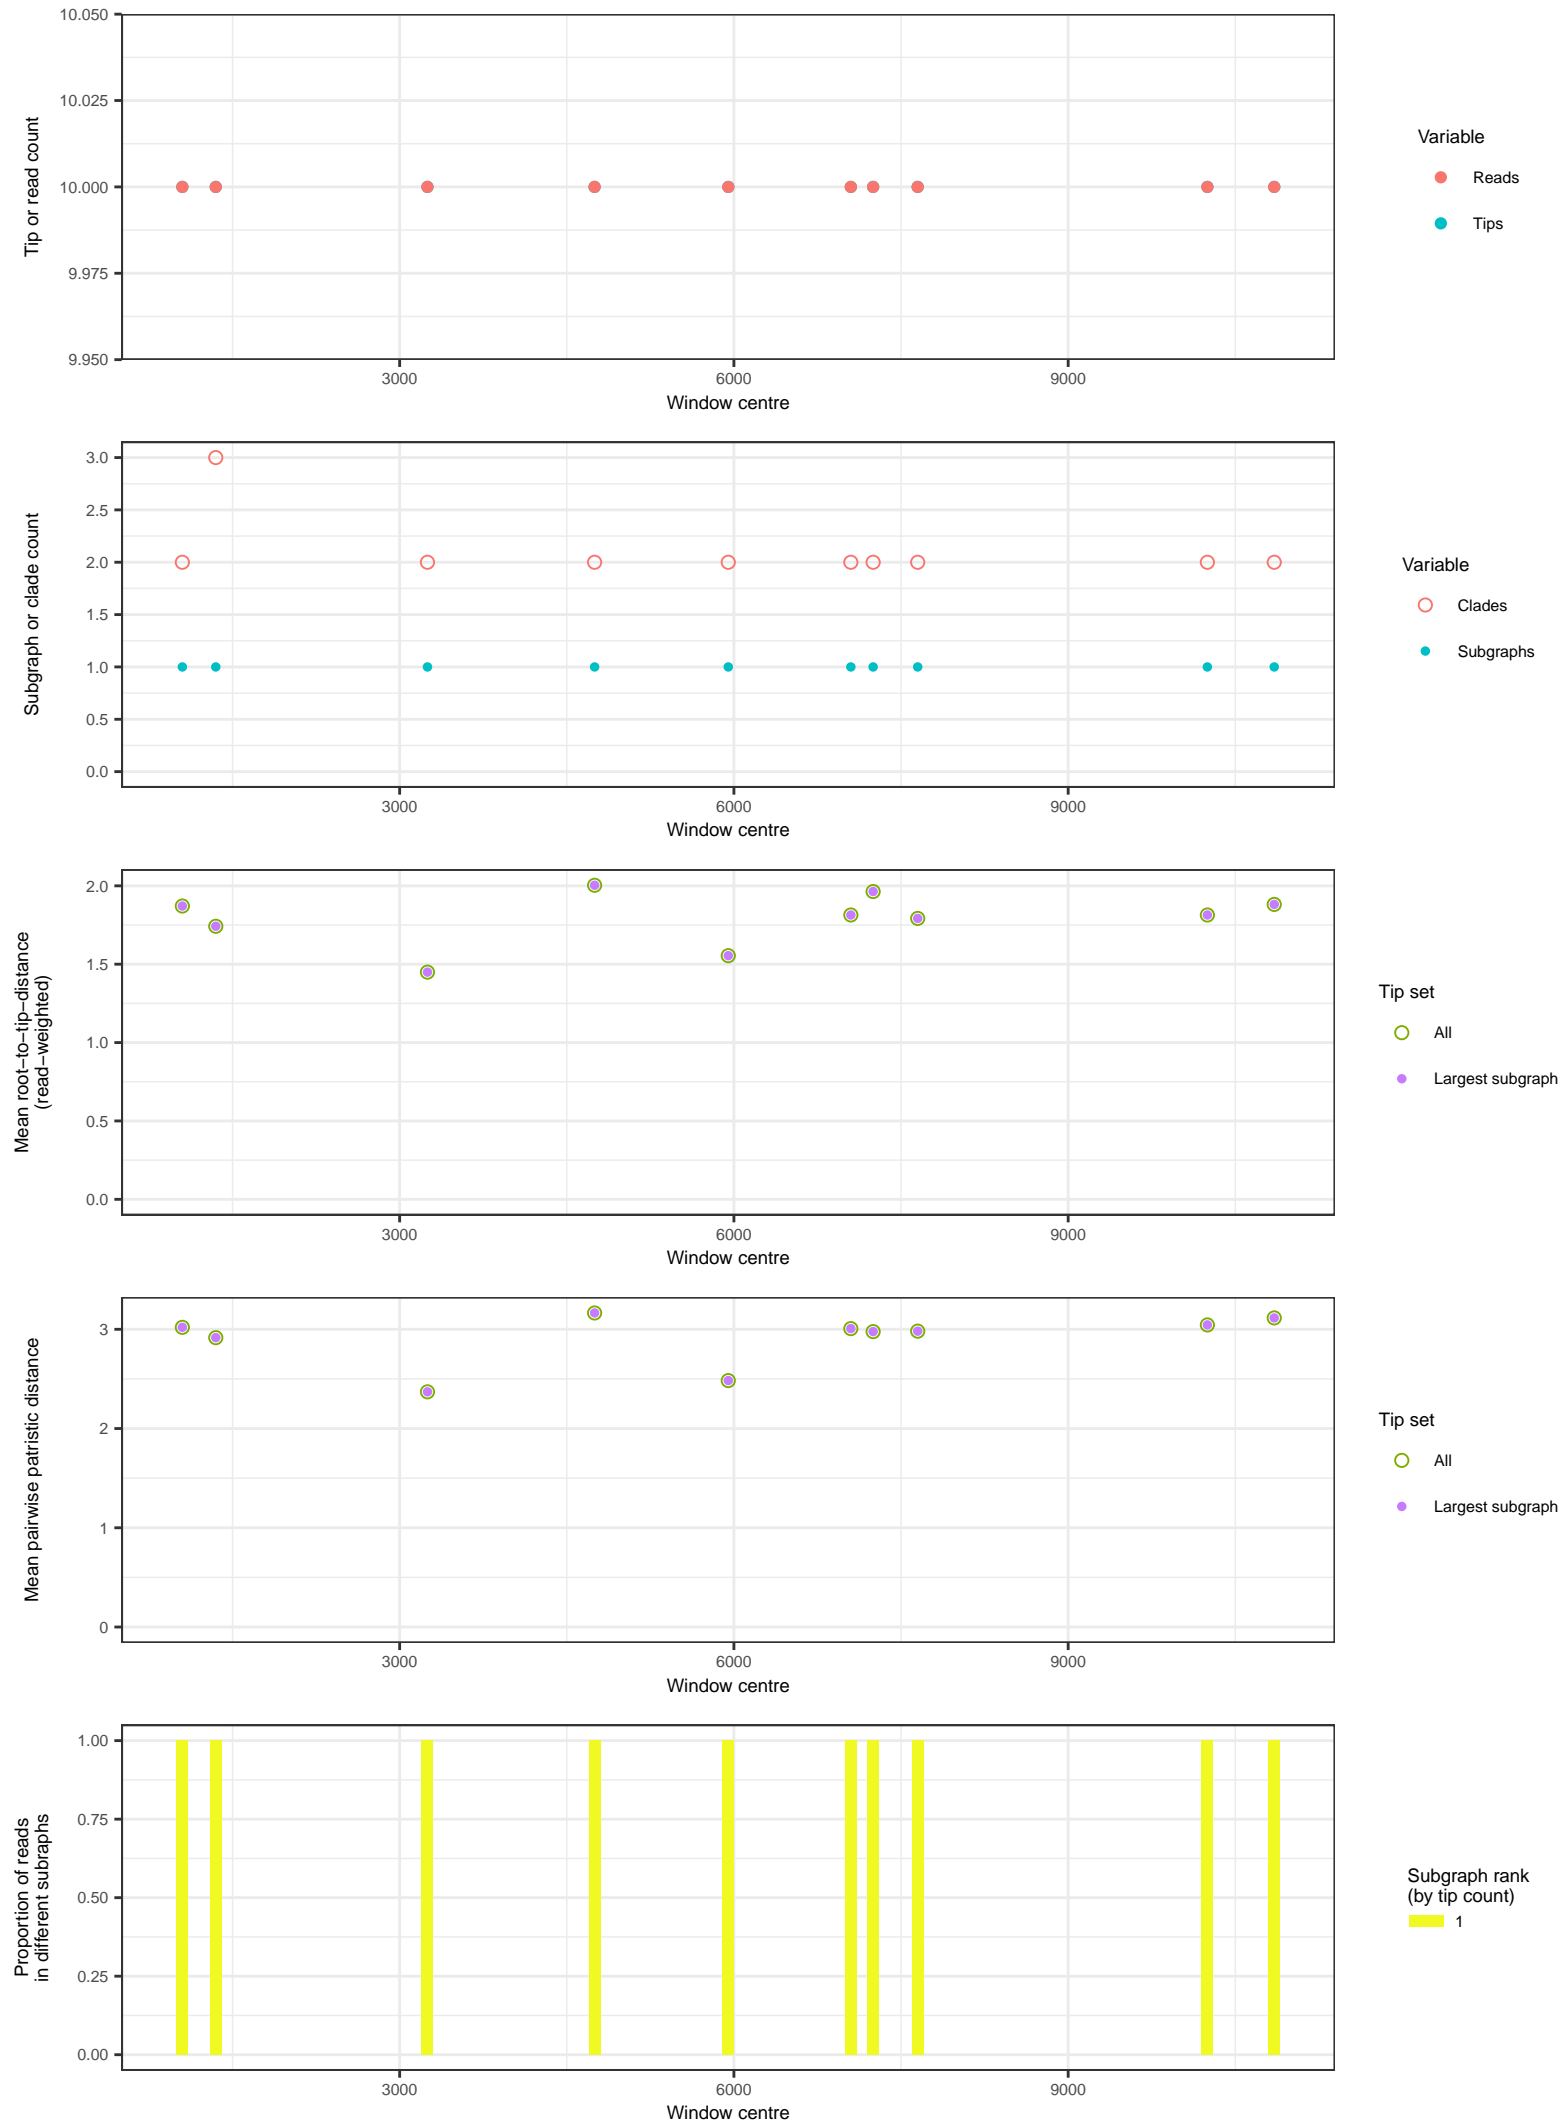 10.050
10.025
10.000
9.975
9.950
Tip or read count
3000 6000 9000
Window centre
Variable
Reads
Tips
3.0
2.5
2.0
1.5
1.0
0.5
0.0
Subgraph or clade count
3000 6000 9000
Window centre
Variable
Clades
Subgraphs
2.0
1.5
1.0
0.5
0.0
Mean root−to−tip−distance
(read−weighted)
3000 6000 9000
Window centre
Tip set
All
Largest subgraph
3
2
1
0
Mean pairwise patristic distance
3000 6000 9000
Window centre
Tip set
All
Largest subgraph
1.00
0.75
0.50
0.25
0.00
Proportion of reads
in different subraphs
3000 6000 9000
Window centre
Subgraph rank
(by tip count)
1